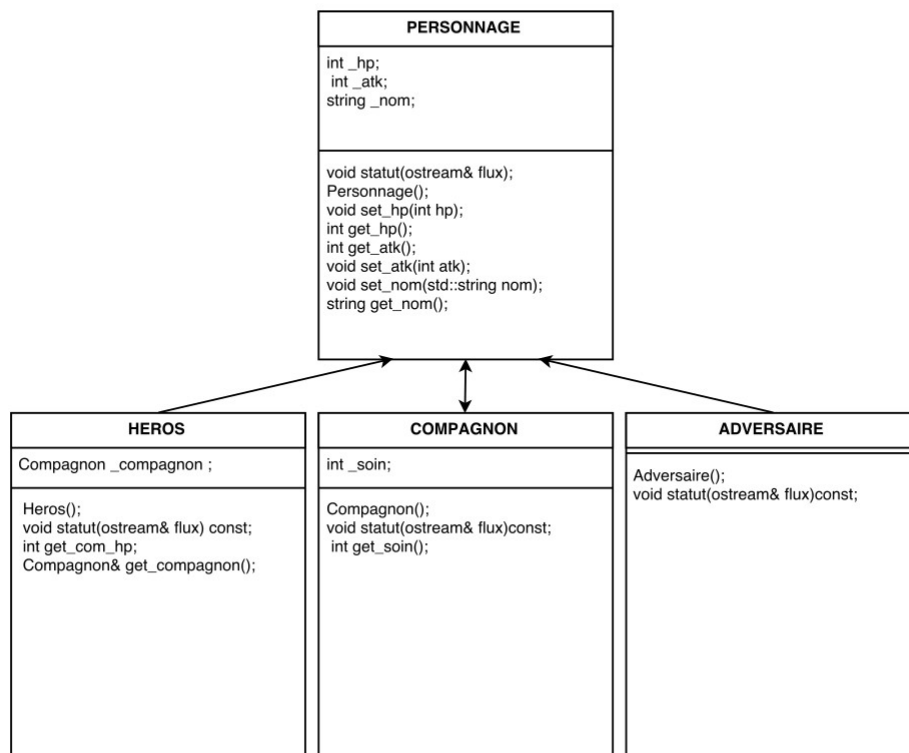 PERSONNAGE
int _hp;
int _atk;
string _nom;
void statut(ostream& flux);
Personnage();
void set_hp(int hp);
int get_hp();
int get_atk();
void set_atk(int atk);
void set_nom(std::string nom);
string get_nom();
HEROS
Compagnon _compagnon ;
Heros();
void statut(ostream& flux) const;
int get_com_hp;
Compagnon& get_compagnon();
COMPAGNON
int _soin;
Compagnon();
void statut(ostream& flux)const;
int get_soin();
ADVERSAIRE
Adversaire();
void statut(ostream& flux)const;